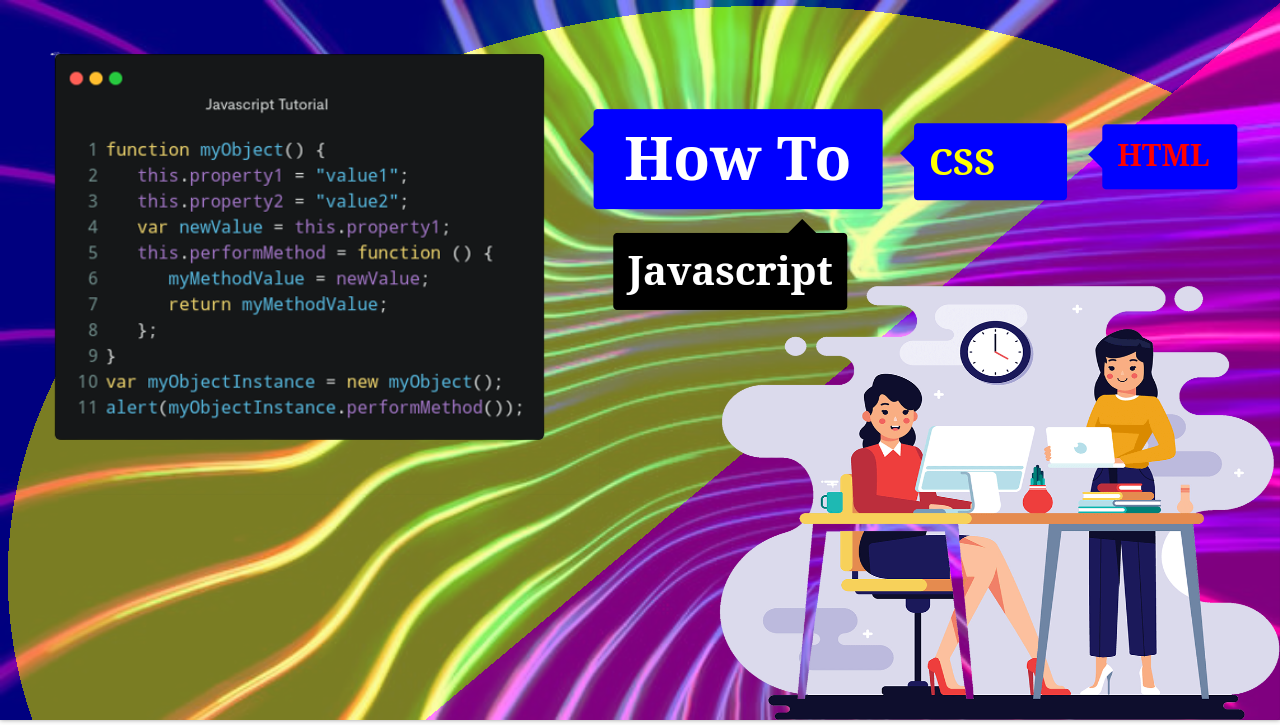 Javascript Tutorial
1 function myObject() {
2    this.property1 = "value1";
3    this.property2 = "value2";
4    var newValue = this.property1;
5    this.performMethod = function () {
6       myMethodValue = newValue;
7       return myMethodValue;
8    };
9 }
10 var myObjectInstance = new myObject();
11 alert(myObjectInstance.performMethod());
How To
CSS
HTML
Javascript